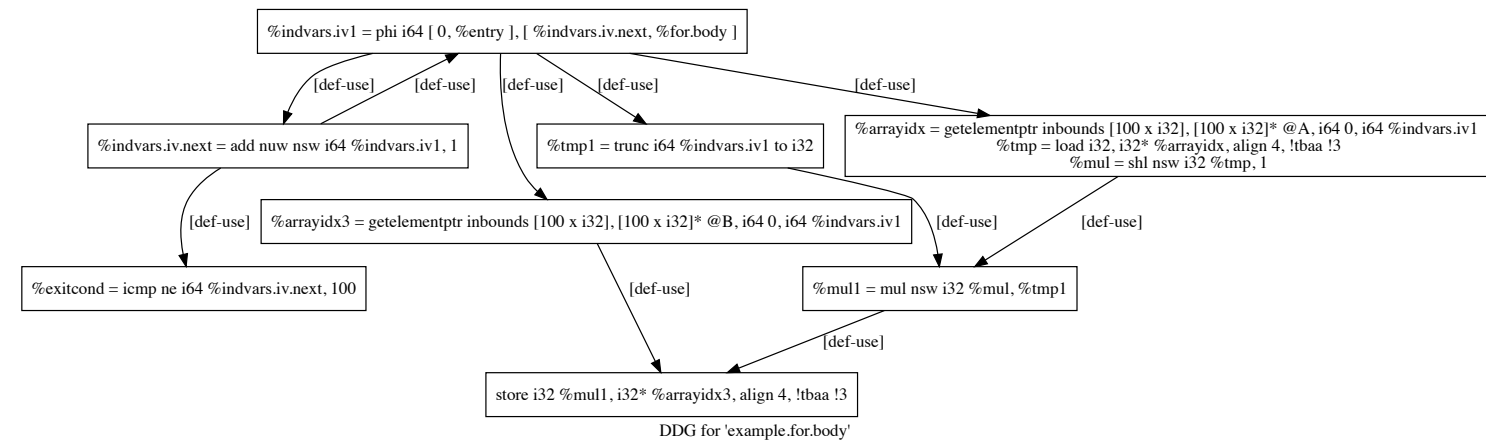 %indvars.iv1 = phi i64 [ 0, %entry ], [ %indvars.iv.next, %for.body ]
[def-use]
[def-use]
[def-use]
[def-use]
[def-use]
%indvars.iv.next = add nuw nsw i64 %indvars.iv1, 1
%tmp1 = trunc i64 %indvars.iv1 to i32
%arrayidx = getelementptr inbounds [100 x i32], [100 x i32]* @A, i64 0, i64 %indvars.iv1
%tmp = load i32, i32* %arrayidx, align 4, !tbaa !3
%mul = shl nsw i32 %tmp, 1
[def-use]
%arrayidx3 = getelementptr inbounds [100 x i32], [100 x i32]* @B, i64 0, i64 %indvars.iv1
[def-use]
[def-use]
%exitcond = icmp ne i64 %indvars.iv.next, 100
[def-use]
%mul1 = mul nsw i32 %mul, %tmp1
[def-use]
store i32 %mul1, i32* %arrayidx3, align 4, !tbaa !3
DDG for 'example.for.body'